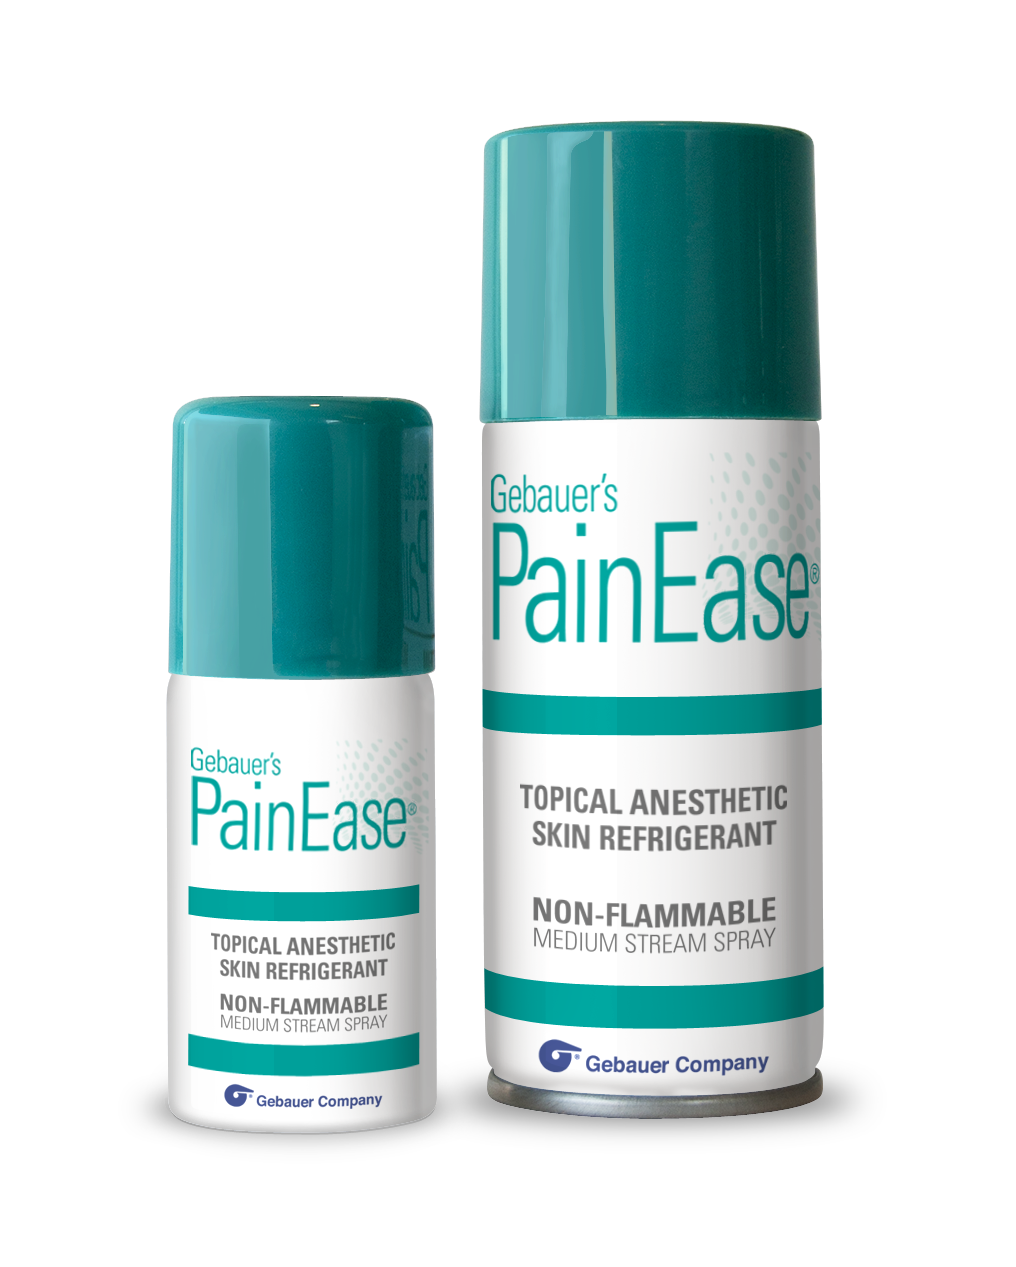 Gebauer's
PainEase®
TOPICAL ANESTHETIC
SKIN REFRIGERANT
NON-FLAMMABLE
MEDIUM STREAM SPRAY
G® Gebauer Company
Gebauer's
PainEase®
TOPICAL ANESTHETIC
SKIN REFRIGERANT
NON-FLAMMABLE
MEDIUM STREAM SPRAY
G® Gebauer Company